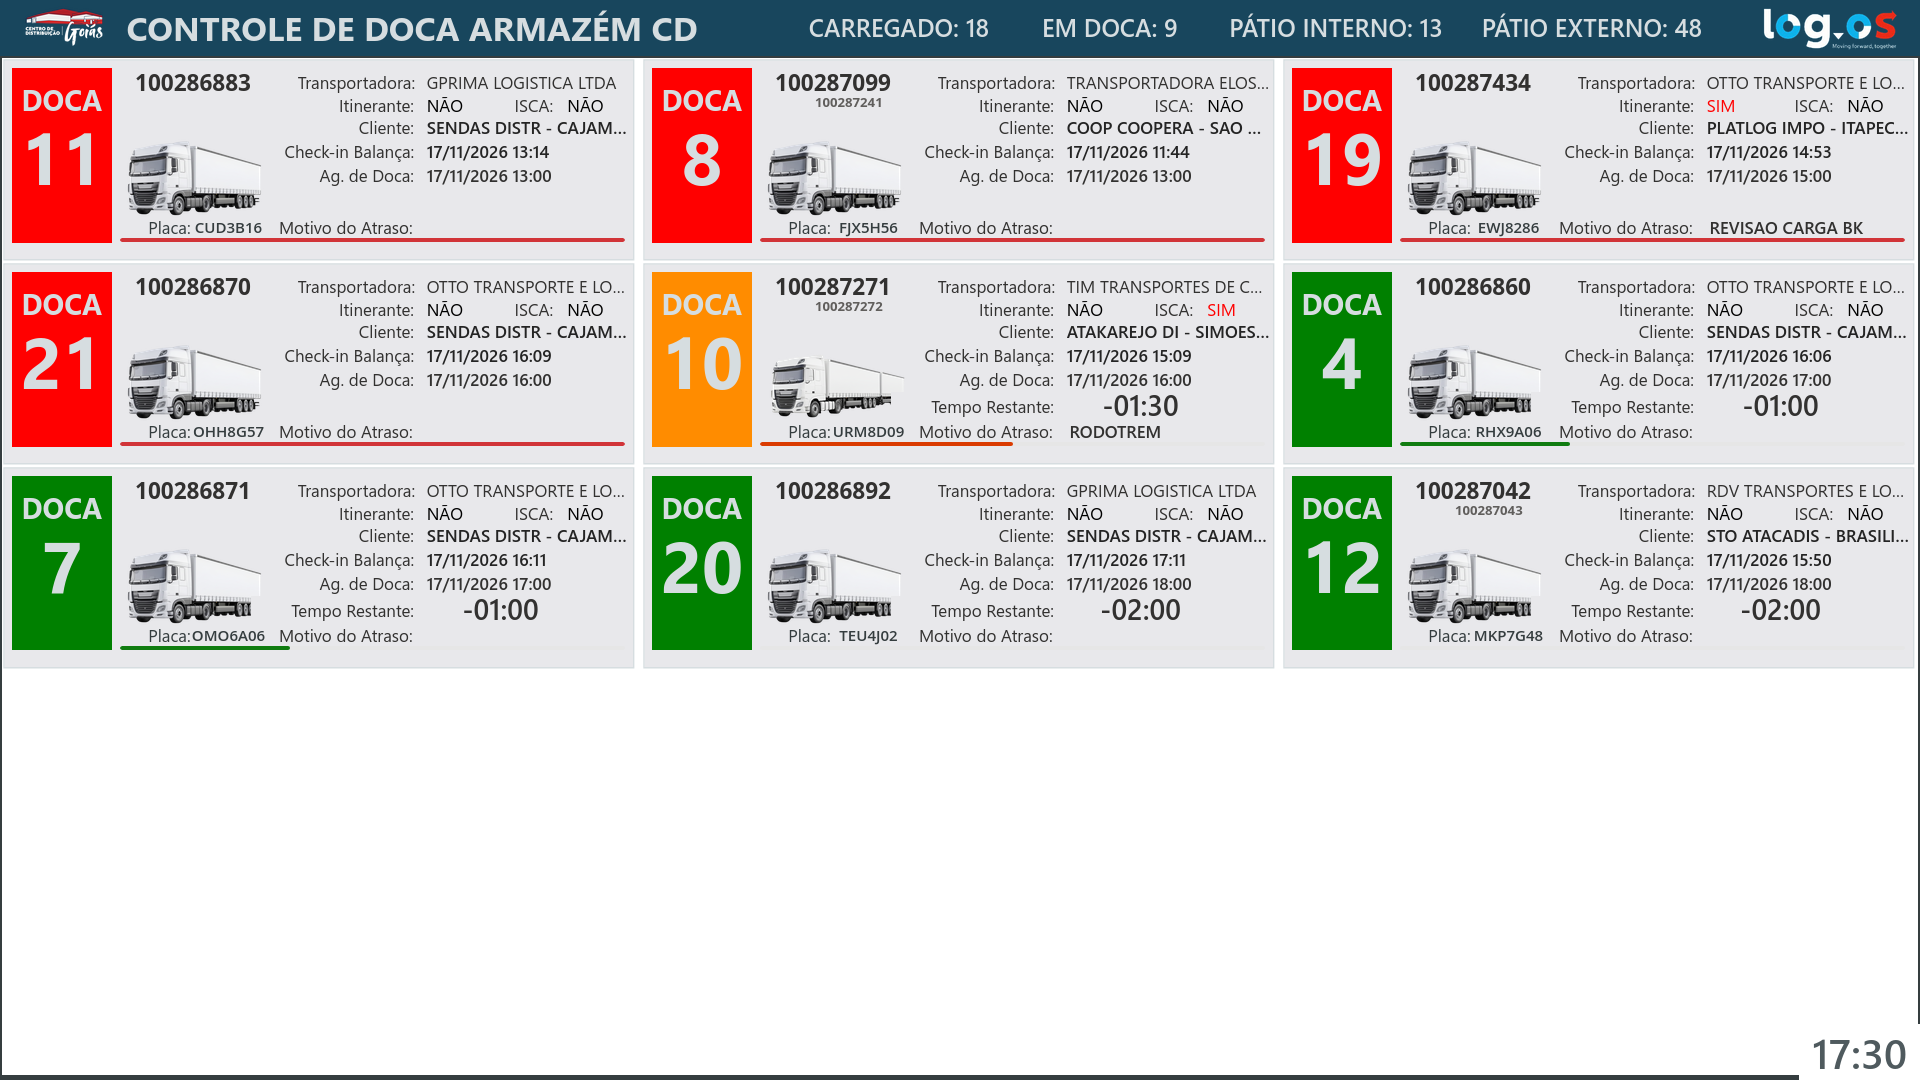 CENTRO DE DISTRIBUIÇÃO Goiás
CONTROLE DE DOCA ARMAZÉM CD
CARREGADO: 18
EM DOCA: 9
PÁTIO INTERNO: 13
PÁTIO EXTERNO: 48
log.os
Moving forward, together
DOCA
11
100286883
Transportadora: GPRIMA LOGISTICA LTDA
Itinerante: NÃO ISCA: NÃO
Cliente: SENDAS DISTR - CAJAM...
Check-in Balança: 17/11/2026 13:14
Ag. de Doca: 17/11/2026 13:00
Placa: CUD3B16 Motivo do Atraso:
DOCA
8
100287099
100287241
Transportadora: TRANSPORTADORA ELOS...
Itinerante: NÃO ISCA: NÃO
Cliente: COOP COOPERA - SAO ...
Check-in Balança: 17/11/2026 11:44
Ag. de Doca: 17/11/2026 13:00
Placa: FJX5H56 Motivo do Atraso:
DOCA
19
100287434
Transportadora: OTTO TRANSPORTE E LO...
Itinerante: SIM ISCA: NÃO
Cliente: PLATLOG IMPO - ITAPEC...
Check-in Balança: 17/11/2026 14:53
Ag. de Doca: 17/11/2026 15:00
Placa: EWJ8286 Motivo do Atraso: REVISAO CARGA BK
DOCA
21
100286870
Transportadora: OTTO TRANSPORTE E LO...
Itinerante: NÃO ISCA: NÃO
Cliente: SENDAS DISTR - CAJAM...
Check-in Balança: 17/11/2026 16:09
Ag. de Doca: 17/11/2026 16:00
Placa: OHH8G57 Motivo do Atraso:
DOCA
10
100287271
100287272
Transportadora: TIM TRANSPORTES DE C...
Itinerante: NÃO ISCA: SIM
Cliente: ATAKAREJO DI - SIMOES...
Check-in Balança: 17/11/2026 15:09
Ag. de Doca: 17/11/2026 16:00
Tempo Restante: -01:30
Placa: URM8D09 Motivo do Atraso: RODOTREM
DOCA
4
100286860
Transportadora: OTTO TRANSPORTE E LO...
Itinerante: NÃO ISCA: NÃO
Cliente: SENDAS DISTR - CAJAM...
Check-in Balança: 17/11/2026 16:06
Ag. de Doca: 17/11/2026 17:00
Tempo Restante: -01:00
Placa: RHX9A06 Motivo do Atraso:
DOCA
7
100286871
Transportadora: OTTO TRANSPORTE E LO...
Itinerante: NÃO ISCA: NÃO
Cliente: SENDAS DISTR - CAJAM...
Check-in Balança: 17/11/2026 16:11
Ag. de Doca: 17/11/2026 17:00
Tempo Restante: -01:00
Placa: OMO6A06 Motivo do Atraso:
DOCA
20
100286892
Transportadora: GPRIMA LOGISTICA LTDA
Itinerante: NÃO ISCA: NÃO
Cliente: SENDAS DISTR - CAJAM...
Check-in Balança: 17/11/2026 17:11
Ag. de Doca: 17/11/2026 18:00
Tempo Restante: -02:00
Placa: TEU4J02 Motivo do Atraso:
DOCA
12
100287042
100287043
Transportadora: RDV TRANSPORTES E LO...
Itinerante: NÃO ISCA: NÃO
Cliente: STO ATACADIS - BRASILI...
Check-in Balança: 17/11/2026 15:50
Ag. de Doca: 17/11/2026 18:00
Tempo Restante: -02:00
Placa: MKP7G48 Motivo do Atraso:
17:30